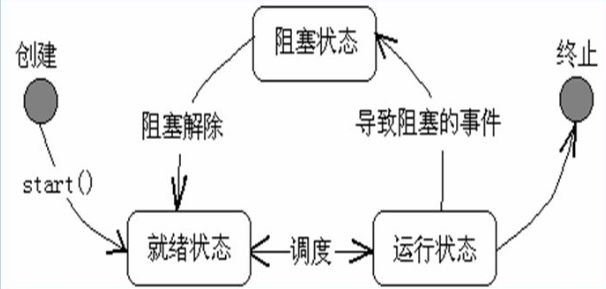 阻塞状态
创建
终止
阻塞解除
导致阻塞的事件
start()
就绪状态
调度
运行状态